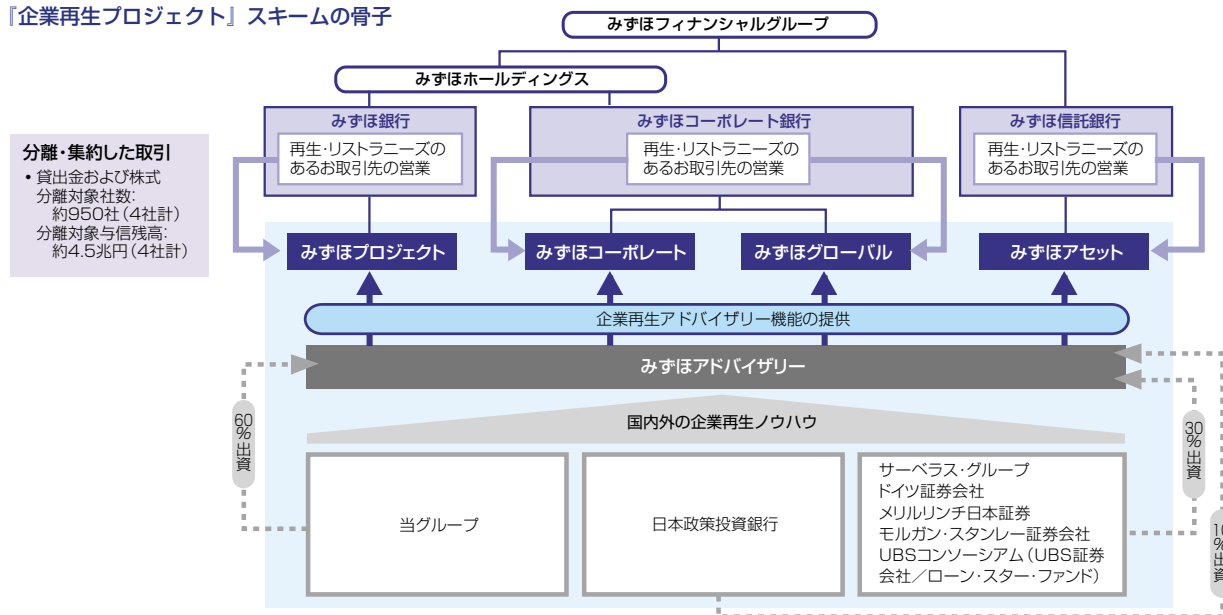 『企業再生プロジェクト』スキームの骨子
みずほフィナンシャルグループ
みずほホールディングス
みずほ銀行
再生・リストラニーズの
あるお取引先の営業
みずほコーポレート銀行
再生・リストラニーズの
あるお取引先の営業
みずほ信託銀行
再生・リストラニーズの
あるお取引先の営業
分離・集約した取引
• 貸出金および株式
分離対象社数:
約950社(4社計)
分離対象与信残高:
約4.5兆円(4社計)
みずほプロジェクト
みずほコーポレート
みずほグローバル
みずほアセット
企業再生アドバイザリー機能の提供
みずほアドバイザリー
国内外の企業再生ノウハウ
60%出資
30%出資
10%出資
当グループ
日本政策投資銀行
サーベラス・グループ
ドイツ証券会社
メリルリンチ日本証券
モルガン・スタンレー証券会社
UBSコンソーシアム(UBS証券
会社/ローン・スター・ファンド)